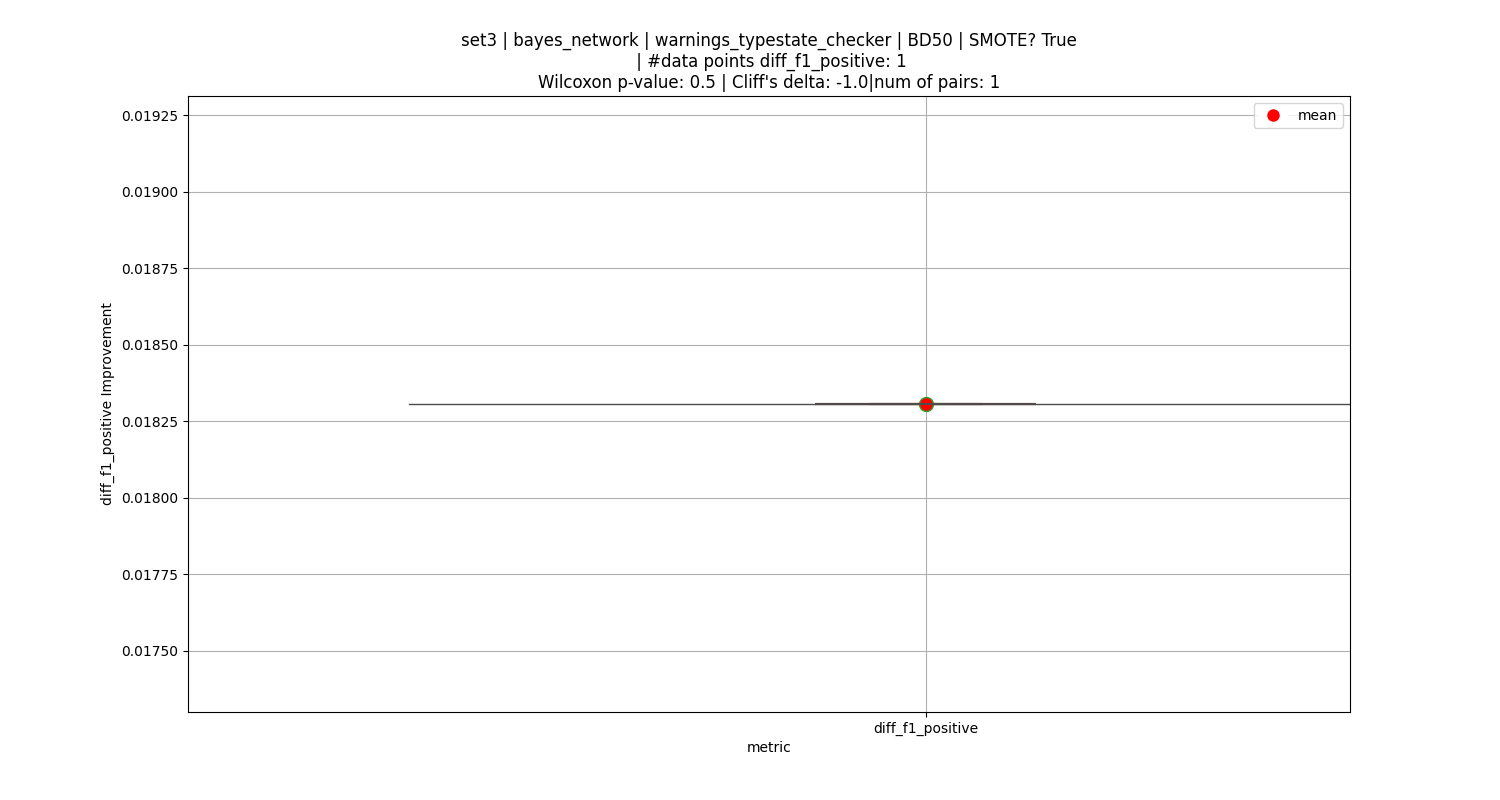 set3 | bayes_network | warnings_typestate_checker | BD50 | SMOTE? True
| #data points diff_f1_positive: 1
Wilcoxon p-value: 0.5 | Cliff's delta: -1.0|num of pairs: 1
mean
0.01925
0.01900
0.01875
0.01850
0.01825
0.01800
0.01775
0.01750
diff_f1_positive Improvement
diff_f1_positive
metric